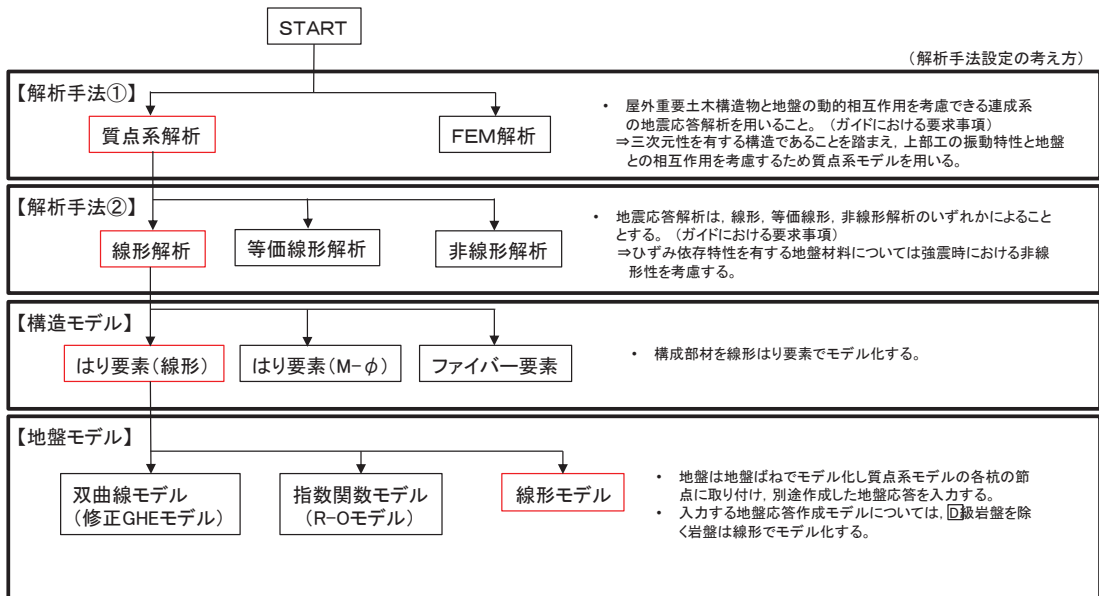 START
(解析手法設定の考え方)
【解析手法①】
質点系解析
FEM解析
・ 屋外重要土木構造物と地盤の動的相互作用を考慮できる連成系
の地震応答解析を用いること。 (ガイドにおける要求事項)
⇒三次元性を有する構造であることを踏まえ, 上部工の振動特性と地盤
との相互作用を考慮するため質点系モデルを用いる。
【解析手法②】
線形解析
等価線形解析
非線形解析
・ 地震応答解析は, 線形, 等価線形, 非線形解析のいずれかによること
とする。 (ガイドにおける要求事項)
⇒ひずみ依存特性を有する地盤材料については強震時における非線
形性を考慮する。
【構造モデル】
はり要素(線形)
はり要素(M-φ)
ファイバー要素
・ 構成部材を線形はり要素でモデル化する。
【地盤モデル】
双曲線モデル
(修正GHEモデル)
指数関数モデル
(R-Oモデル)
線形モデル
・ 地盤は地盤ばねでモデル化し質点系モデルの各杭の節
点に取り付け, 別途作成した地盤応答を入力する。
・ 入力する地盤応答作成モデルについては, D級岩盤を除
く岩盤は線形でモデル化する。